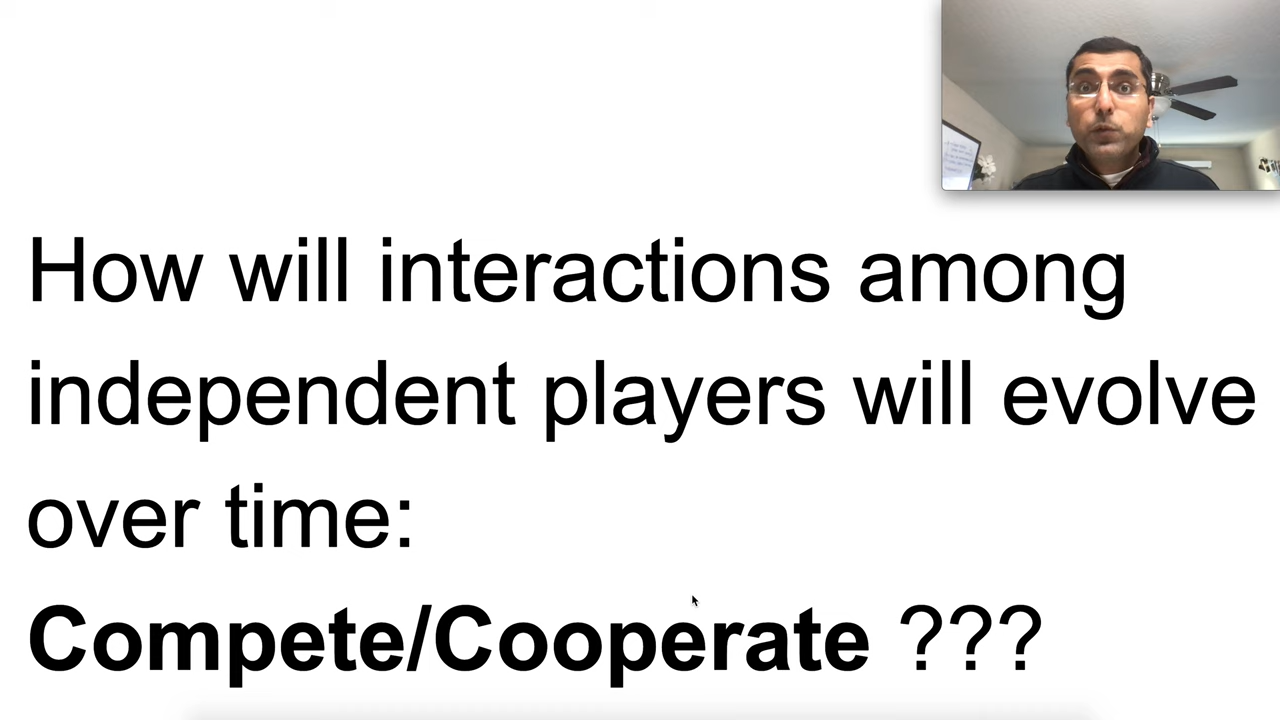 How will interactions among
independent players will evolve
over time:
Compete/Cooperate ???